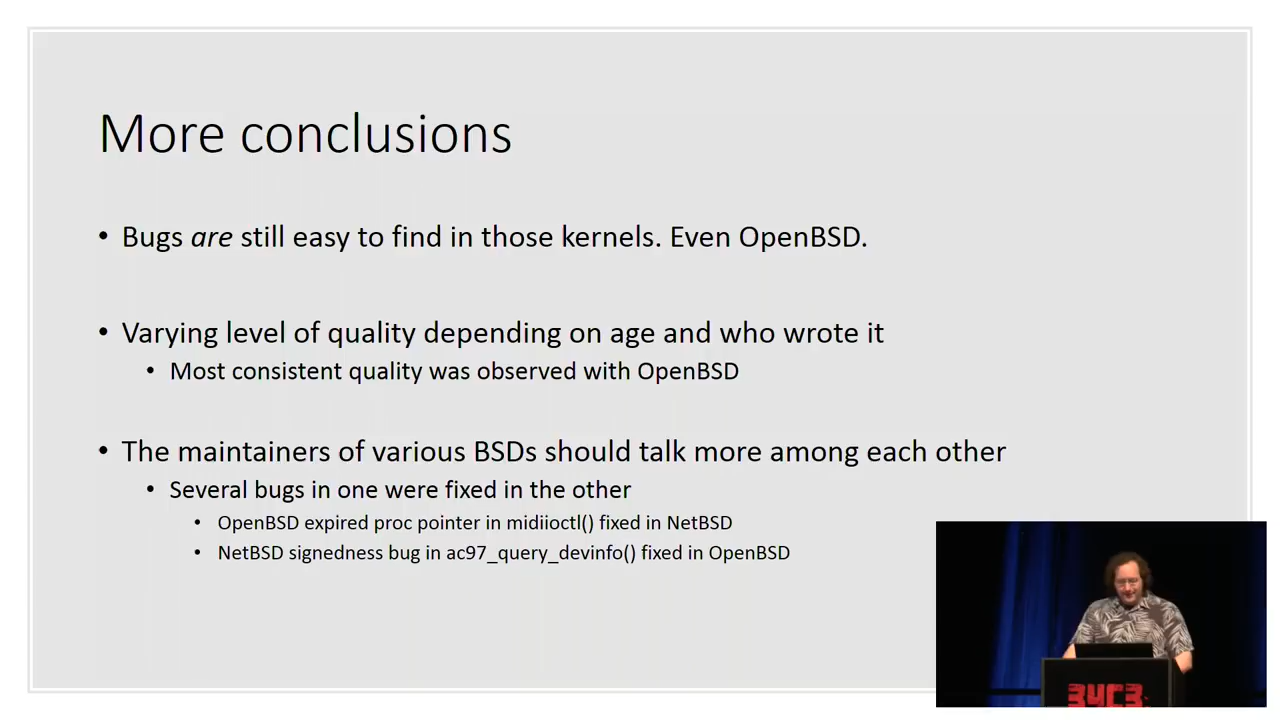 More conclusions
• Bugs are still easy to find in those kernels. Even OpenBSD.
• Varying level of quality depending on age and who wrote it
• Most consistent quality was observed with OpenBSD
• The maintainers of various BSDs should talk more among each other
• Several bugs in one were fixed in the other
• OpenBSD expired proc pointer in midiioctl() fixed in NetBSD
• NetBSD signedness bug in ac97_query_devinfo() fixed in OpenBSD
34C3